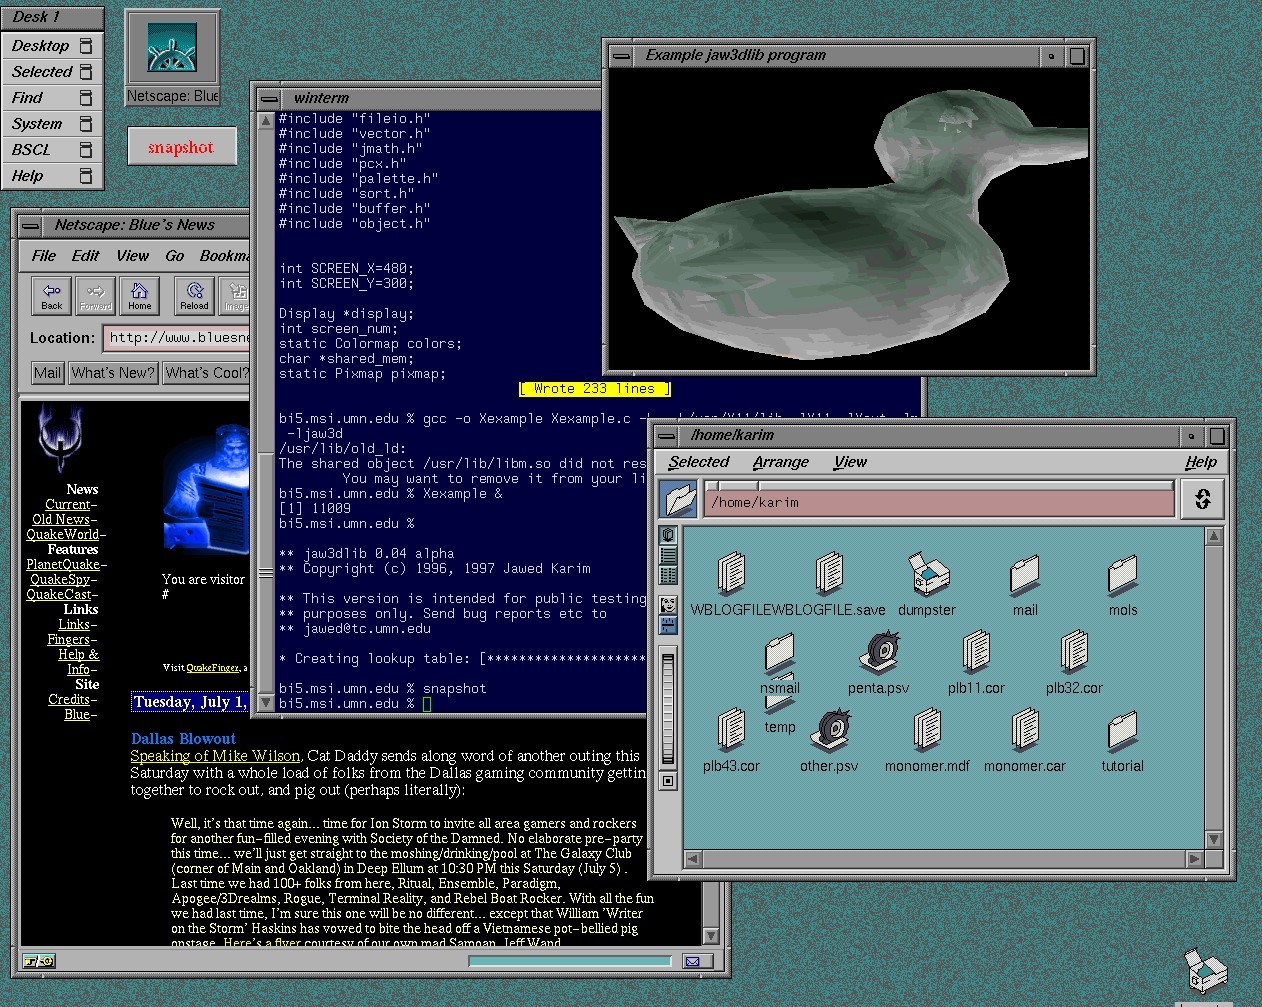 Desk 1
Desktop
Selected
Find
System
BSCL
Help
Netscape: Blue
snapshot
Example jaw3dlib program
winterm
#include "fileio.h"
#include "vector.h"
#include "jmath.h"
#include "pcx.h"
#include "palette.h"
#include "sort.h"
#include "buffer.h"
#include "object.h"
int SCREEN_X=480;
int SCREEN_Y=300;
Display *display;
int screen_num;
static Colormap colors;
char *shared_mem;
static Pixmap pixmap;
[ Wrote 233 lines ]
bi5.msi.umn.edu % gcc -o Xexample Xexample.c
-ljaw3d
/usr/lib/old_ld:
The shared object /usr/lib/libm.so did not res
You may want to remove it from your li
bi5.msi.umn.edu % Xexample &
[1] 11009
bi5.msi.umn.edu %
** jaw3dlib 0.04 alpha
** Copyright (c) 1996, 1997 Jawed Karim
** This version is intended for public testing
** purposes only. Send bug reports etc to
** jawed@tc.umn.edu
* Creating lookup table: [********************
bi5.msi.umn.edu % snapshot
bi5.msi.umn.edu %
Netscape: Blue's News
File Edit View Go Bookma
Back Forward Home Reload Image
Location: http://www.bluesne
Mail What's New? What's Cool?
News
Current-
Old News-
QuakeWorld-
Features
PlanetQuake-
QuakeSpy-
QuakeCast-
Links
Links-
Fingers-
Help &
Info-
Site
Credits-
Blue-
You are visitor
#
Visit QuakeFinger, a
Tuesday, July 1,
Dallas Blowout
Speaking of Mike Wilson, Cat Daddy sends along word of another outing this
Saturday with a whole load of folks from the Dallas gaming community gettin
together to rock out, and pig out (perhaps literally):
Well, it's that time again... time for Ion Storm to invite all area gamers and rockers
for another fun-filled evening with Society of the Damned. No elaborate pre-party
this time... we'll just get straight to the moshing/drinking/pool at The Galaxy Club
(corner of Main and Oakland) in Deep Ellum at 10:30 PM this Saturday (July 5) .
Last time we had 100+ folks from here, Ritual, Ensemble, Paradigm,
Apogee/3Drealms, Rogue, Terminal Reality, and Rebel Boat Rocker. With all the fun
we had last time, I'm sure this one will be no different... except that William 'Writer
on the Storm' Haskins has vowed to bite the head off a Vietnamese pot-bellied pig
onstage. Here's a flyer courtesy of our own mad Samoan, Jeff Wand
/home/karim
Selected Arrange View Help
/home/karim
WBLOGFILE WBLOGFILE.save dumpster mail mols
nsmail penta.psv plb11.cor plb32.cor
temp
plb43.cor other.psv monomer.mdf monomer.car tutorial